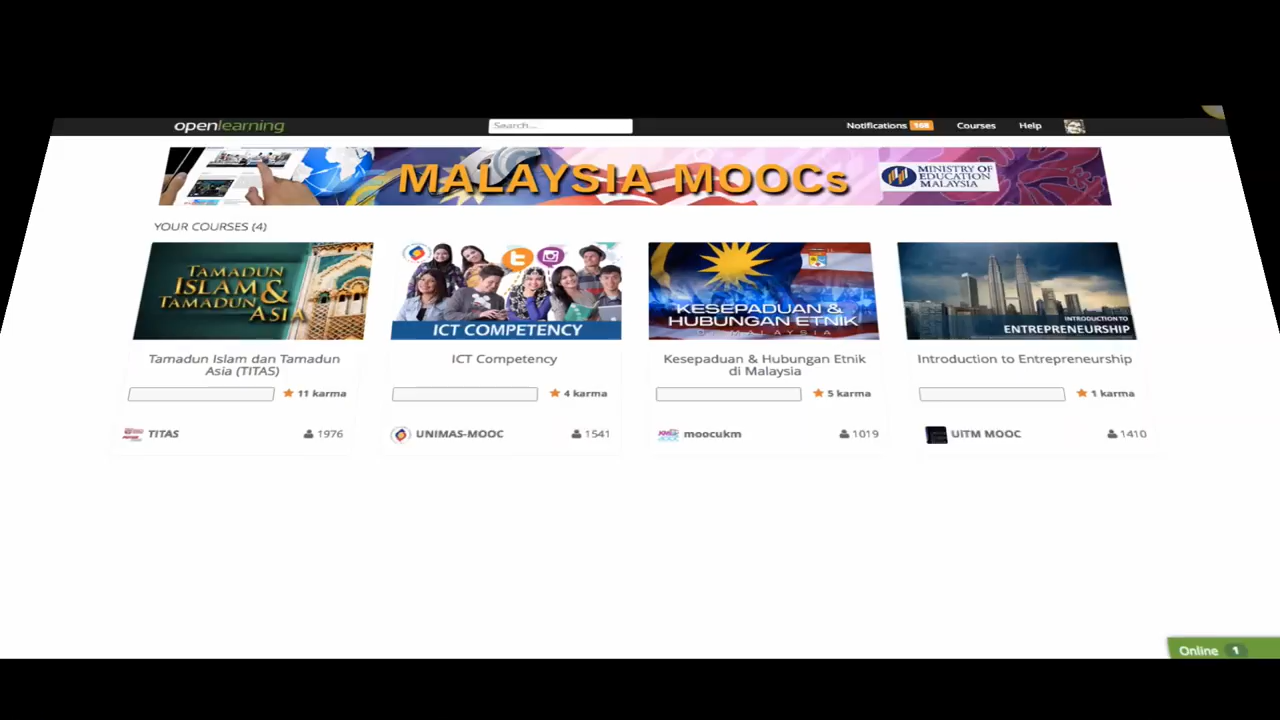 openlearning
Search...
Notifications 168
Courses
Help
MALAYSIA MOOCs
MINISTRY OF
EDUCATION
MALAYSIA
YOUR COURSES (4)
TAMADUN
ISLAM &
TAMADUN
ASIA
ICT COMPETENCY
KESEPADUAN &
HUBUNGAN ETNIK
DI MALAYSIA
INTRODUCTION TO
ENTREPRENEURSHIP
Tamadun Islam dan Tamadun
Asia (TITAS)
ICT Competency
Kesepaduan & Hubungan Etnik
di Malaysia
Introduction to Entrepreneurship
11 karma
4 karma
5 karma
1 karma
TITAS
1976
UNIMAS-MOOC
1541
moocukm
1019
UiTM MOOC
1410
Online 1